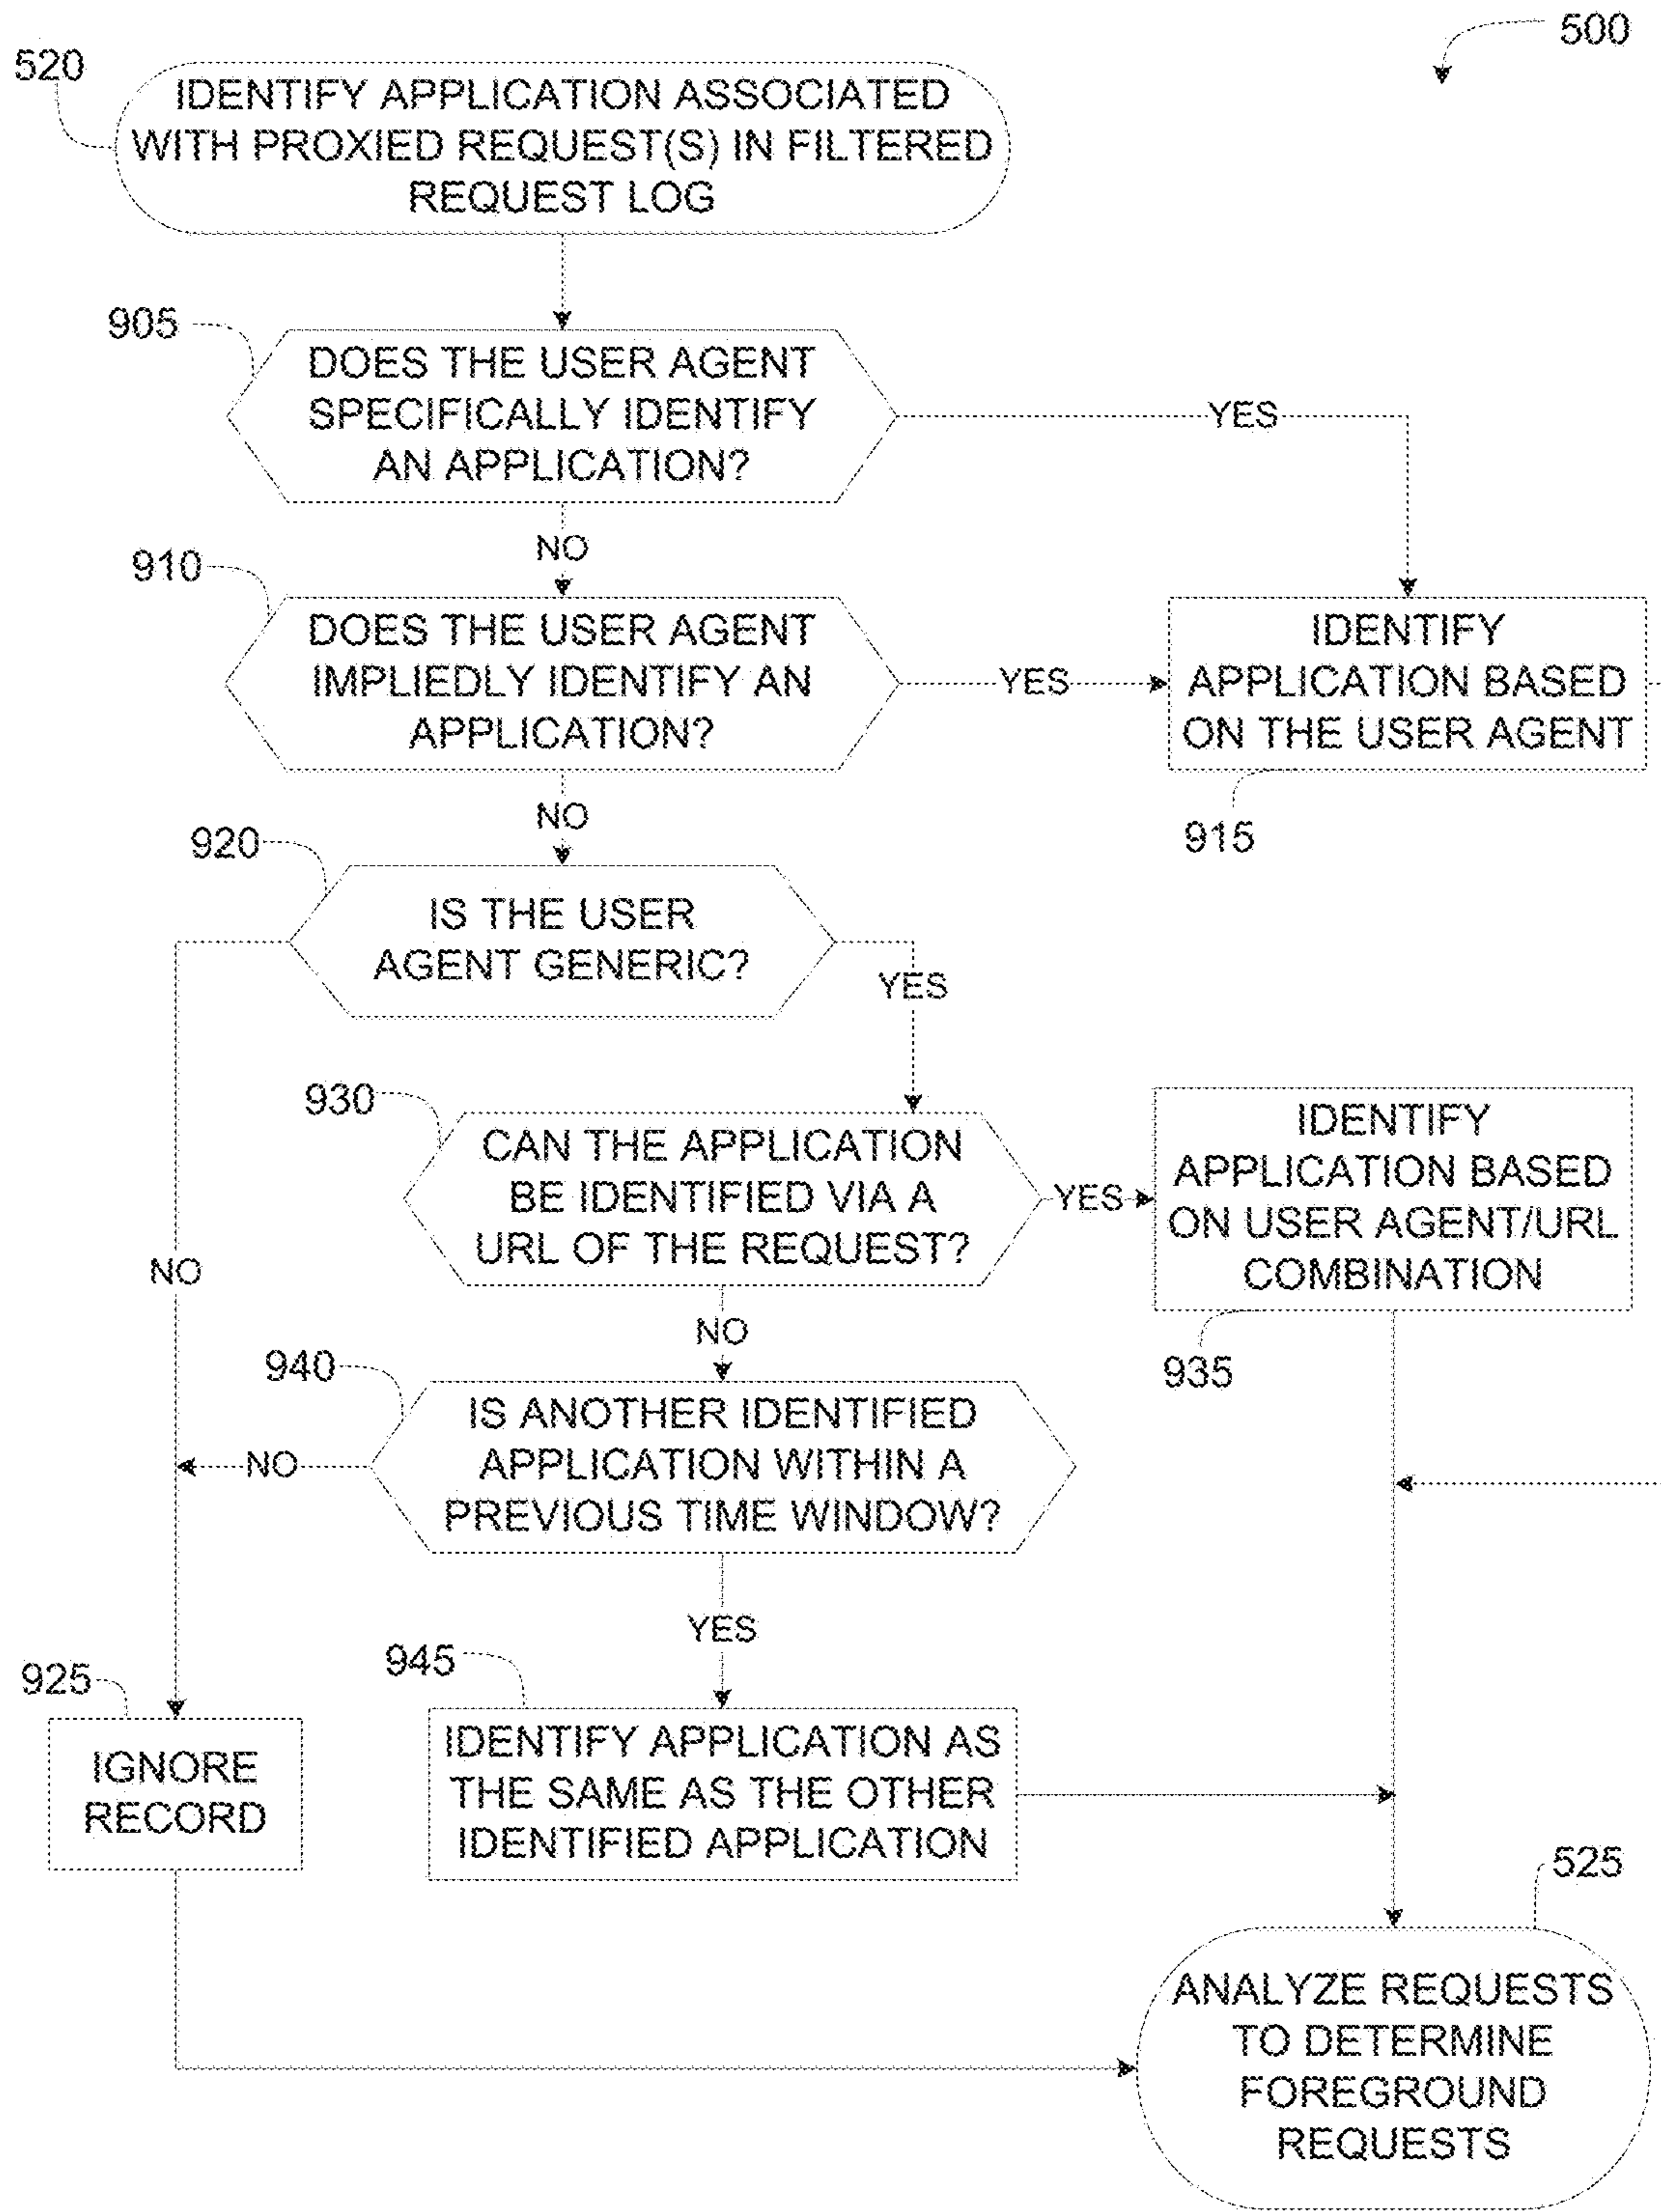 500
520
IDENTIFY APPLICATION ASSOCIATED
WITH PROXIED REQUEST(S) IN FILTERED
REQUEST LOG
905
DOES THE USER AGENT
SPECIFICALLY IDENTIFY
AN APPLICATION?
YES
NO
910
DOES THE USER AGENT
IMPLIEDLY IDENTIFY AN
APPLICATION?
YES
IDENTIFY
APPLICATION BASED
ON THE USER AGENT
915
NO
920
IS THE USER
AGENT GENERIC?
YES
NO
930
CAN THE APPLICATION
BE IDENTIFIED VIA A
URL OF THE REQUEST?
YES
IDENTIFY
APPLICATION BASED
ON USER AGENT/URL
COMBINATION
935
NO
940
IS ANOTHER IDENTIFIED
APPLICATION WITHIN A
PREVIOUS TIME WINDOW?
NO
YES
925
IGNORE
RECORD
945
IDENTIFY APPLICATION AS
THE SAME AS THE OTHER
IDENTIFIED APPLICATION
525
ANALYZE REQUESTS
TO DETERMINE
FOREGROUND
REQUESTS